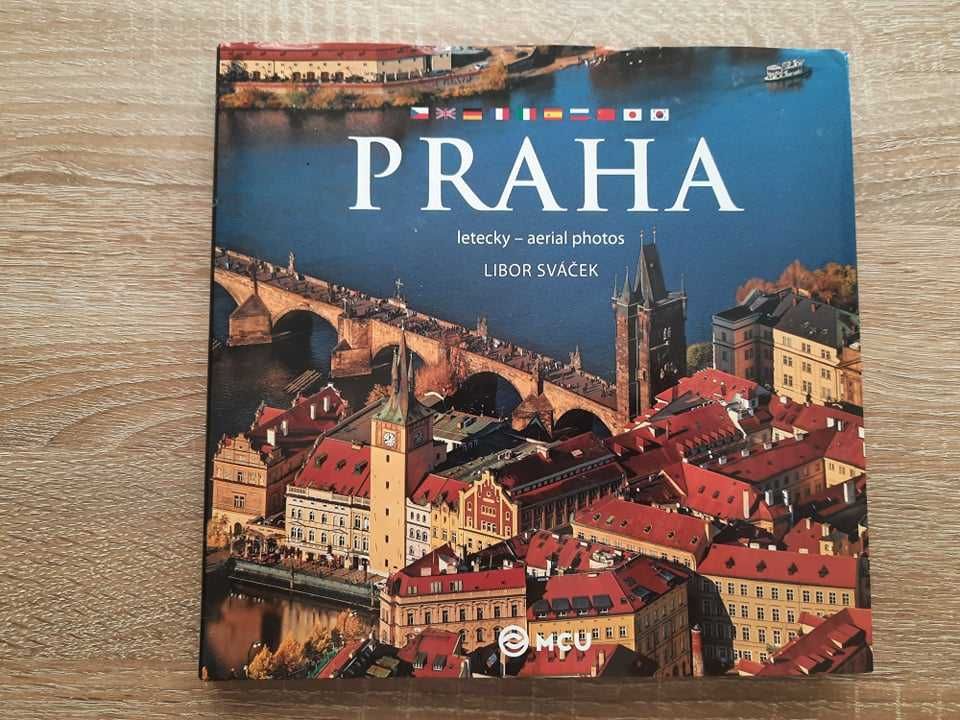 PRAHA
letecky – aerial photos
LIBOR SVÁČEK
MCU